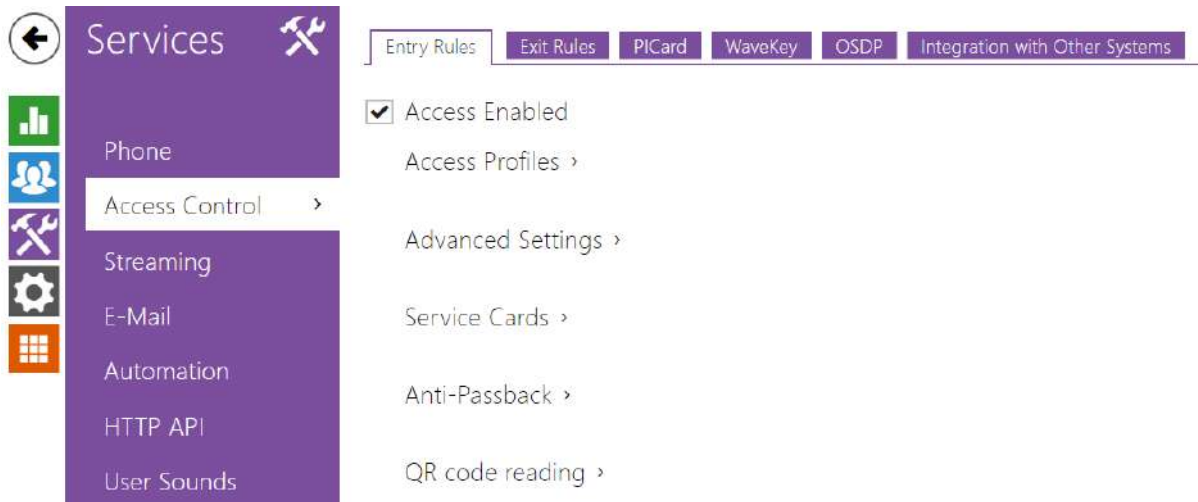 Services
Phone
Access Control
Streaming
E-Mail
Automation
HTTP API
User Sounds
Entry Rules Exit Rules PICard WaveKey OSDP Integration with Other Systems
Access Enabled
Access Profiles ›
Advanced Settings ›
Service Cards ›
Anti-Passback ›
QR code reading ›